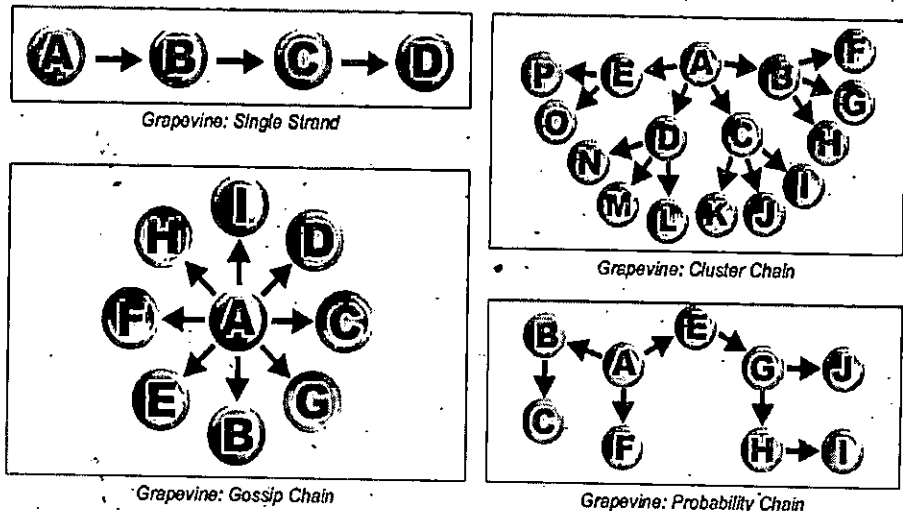 A B C D
Grapevine: Single Strand
P E A B F
O D C G
N H
M L K J I
Grapevine: Cluster Chain
I
H D
F A C
E G
B
Grapevine: Gossip Chain
B E
A G J
C F H I
Grapevine: Probability Chain